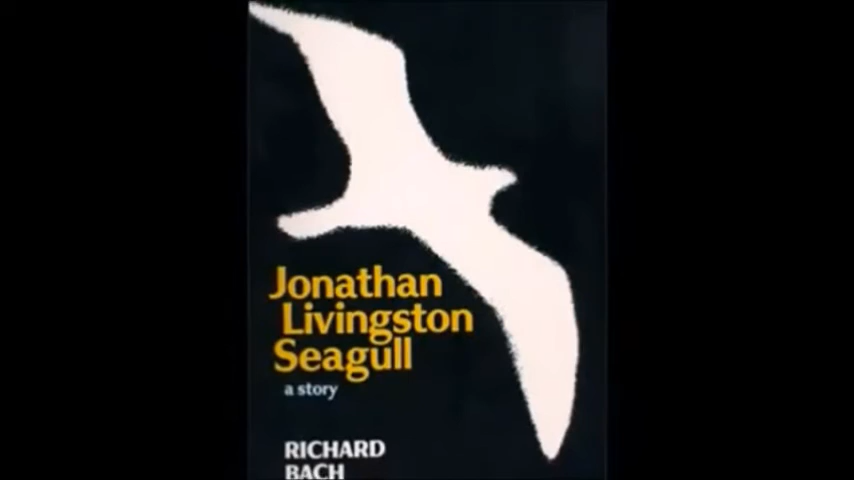 Jonathan
Livingston
Seagull
a story
RICHARD
BACH